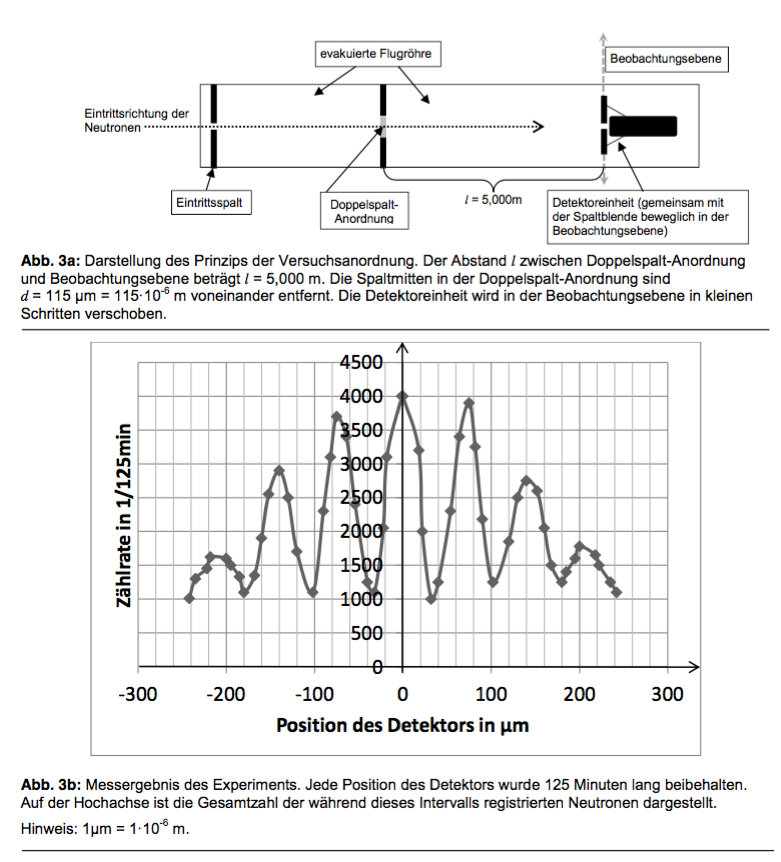 evakuierte Flugröhre
Beobachtungsebene
Eintrittsrichtung der
Neutronen
Eintrittsspalt
Doppelspalt-
Anordnung
l = 5,000m
Detektoreinheit (gemeinsam mit
der Spaltblende beweglich in der
Beobachtungsebene)
Abb. 3a: Darstellung des Prinzips der Versuchsanordnung. Der Abstand l zwischen Doppelspalt-Anordnung
und Beobachtungsebene beträgt l = 5,000 m. Die Spaltmitten in der Doppelspalt-Anordnung sind
d = 115 µm = 115·10⁻⁶ m voneinander entfernt. Die Detektoreinheit wird in der Beobachtungsebene in kleinen
Schritten verschoben.
4500
4000
3500
3000
2500
2000
1500
1000
500
0
Zählrate in 1/125min
-300 -200 -100 0 100 200 300
Position des Detektors in µm
Abb. 3b: Messergebnis des Experiments. Jede Position des Detektors wurde 125 Minuten lang beibehalten.
Auf der Hochachse ist die Gesamtzahl der während dieses Intervalls registrierten Neutronen dargestellt.
Hinweis: 1µm = 1·10⁻⁶ m.